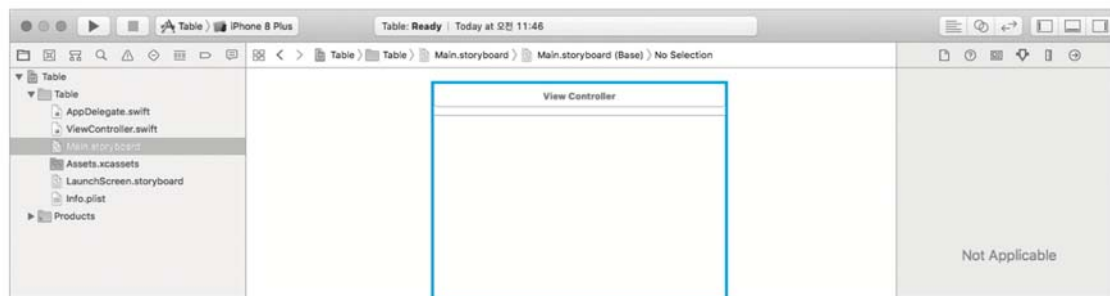 Table 〉 iPhone 8 Plus
Table: Ready | Today at 오전 11:46
Table 〉 Table 〉 Main.storyboard 〉 Main.storyboard (Base) 〉 No Selection
Table
Table
AppDelegate.swift
ViewController.swift
Main.storyboard
Assets.xcassets
LaunchScreen.storyboard
Info.plist
Products
View Controller
Not Applicable